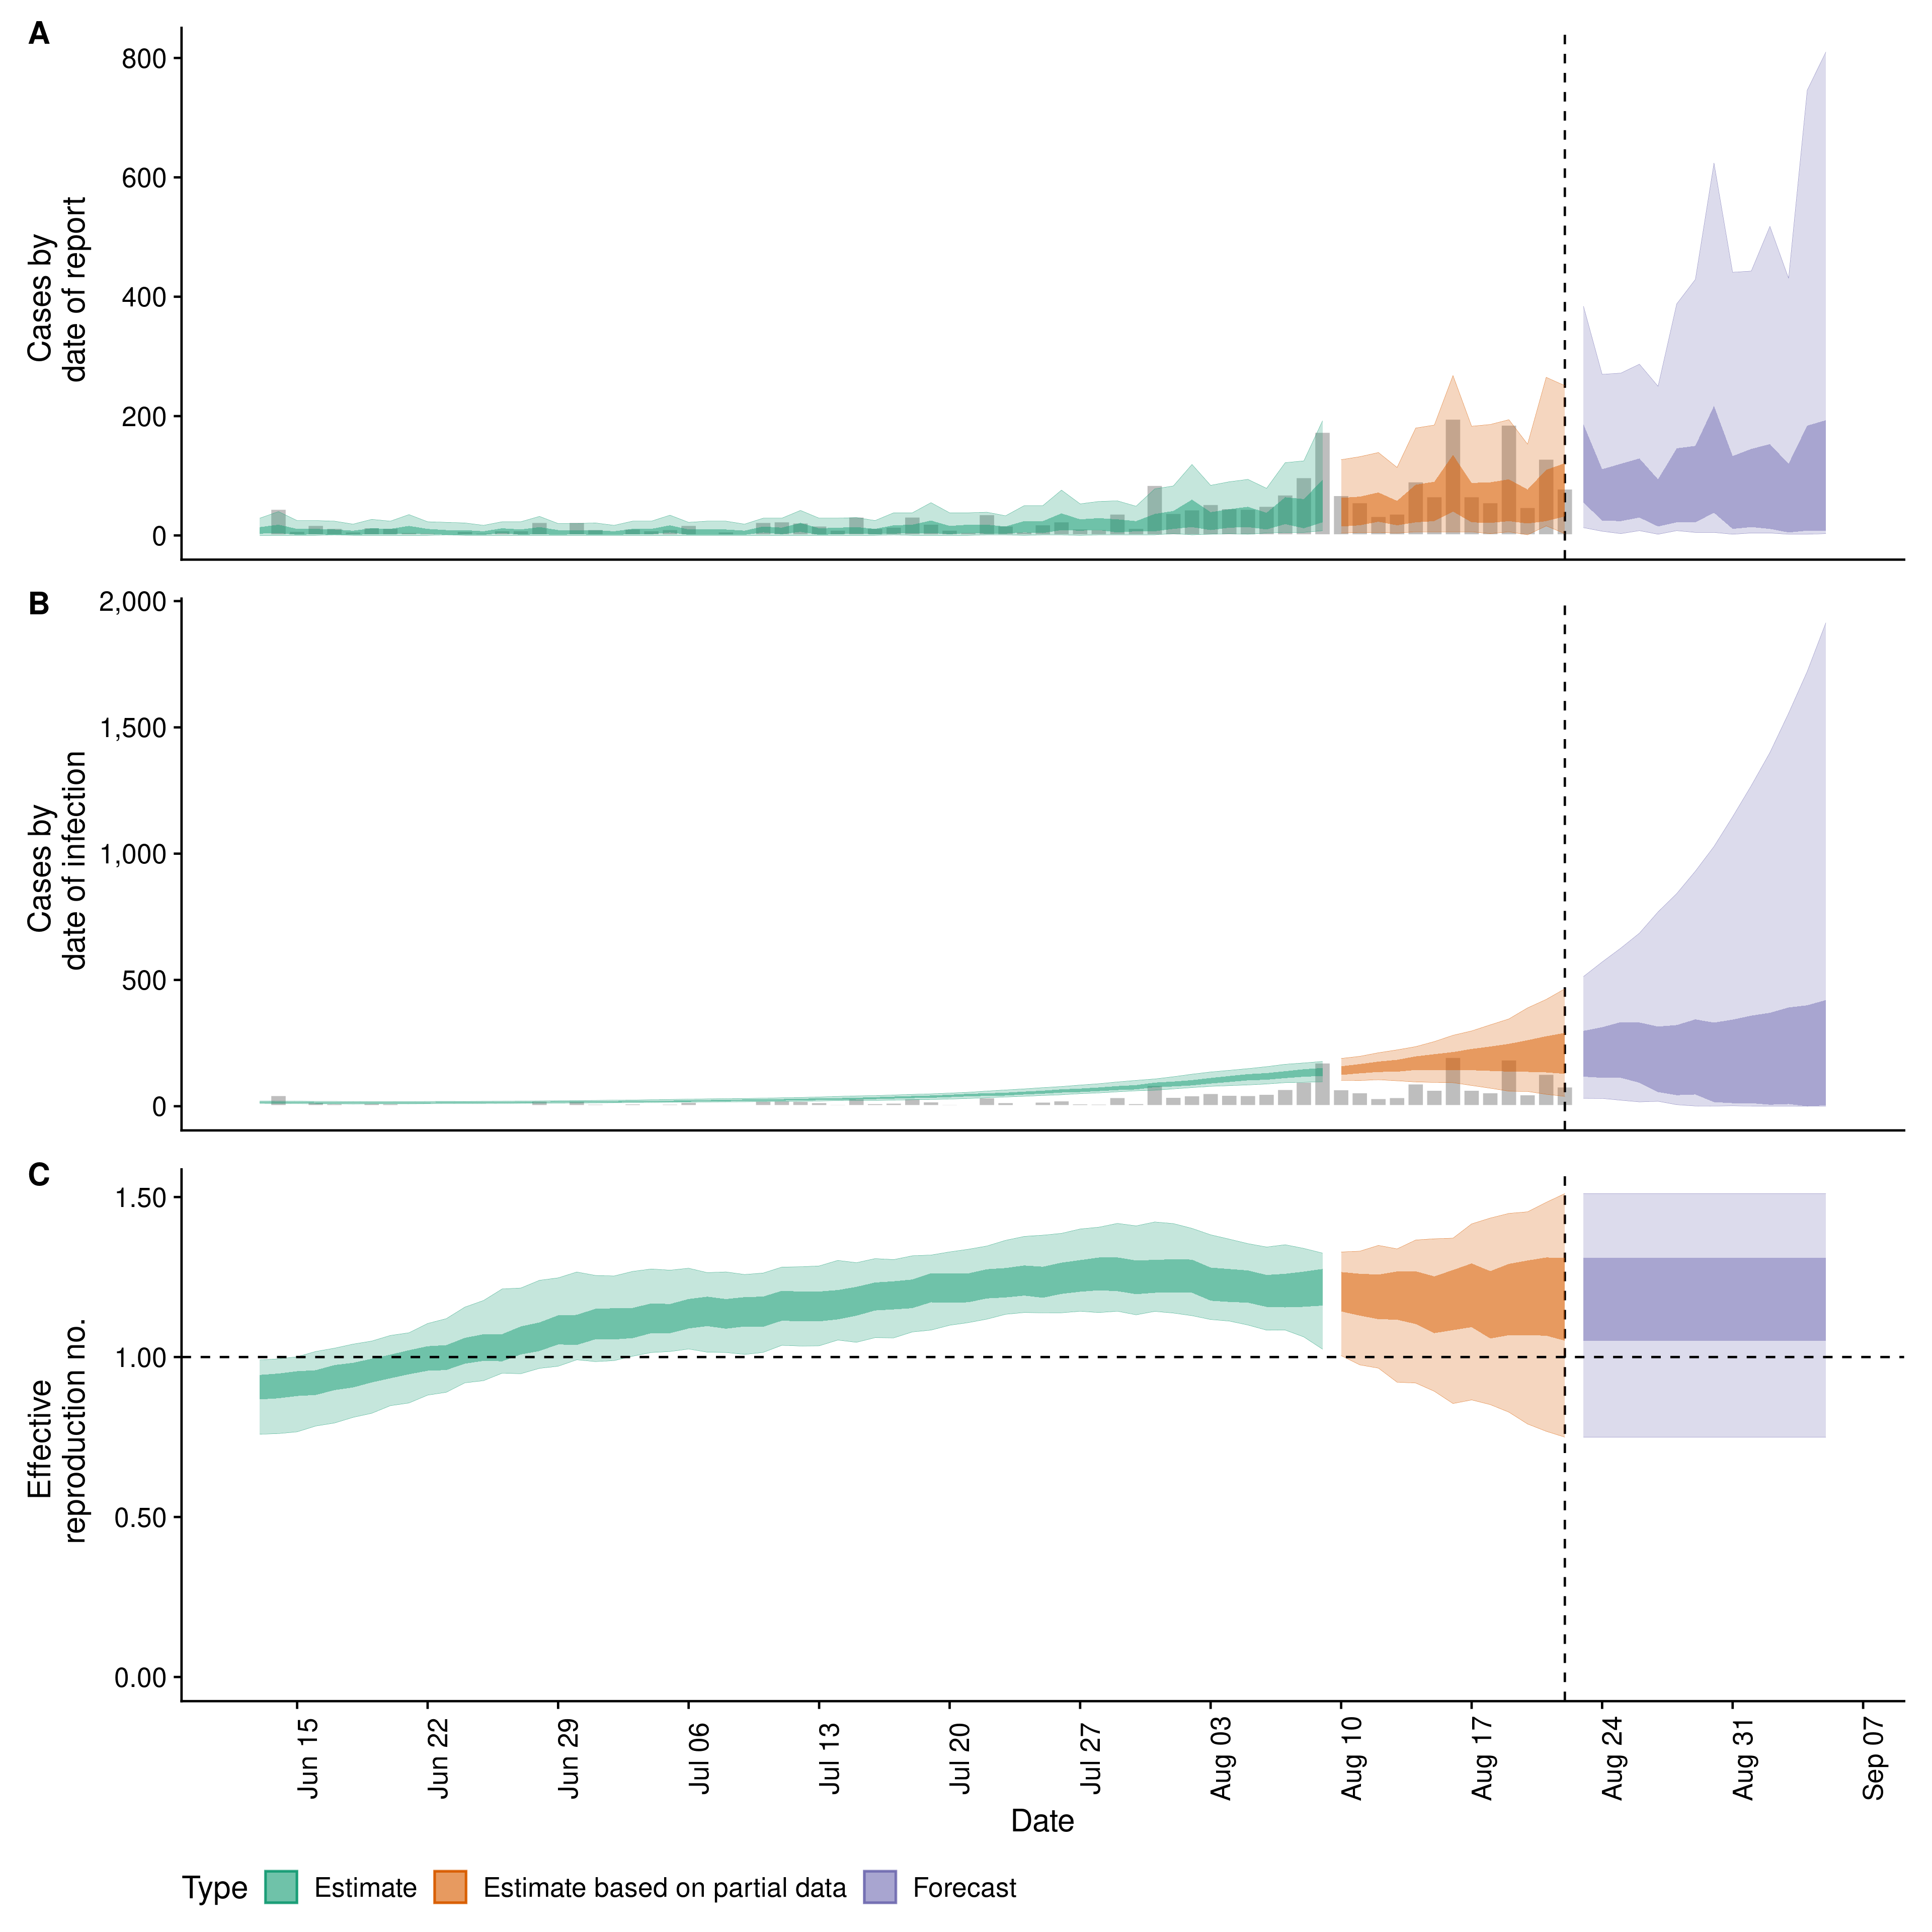 A
Cases by
date of report
800
600
400
200
0
B
Cases by
date of infection
2,000
1,500
1,000
500
0
C
Effective
reproduction no.
1.50
1.00
0.50
0.00
Jun 15
Jun 22
Jun 29
Jul 06
Jul 13
Jul 20
Jul 27
Aug 03
Aug 10
Aug 17
Aug 24
Aug 31
Sep 07
Date
Type Estimate Estimate based on partial data Forecast